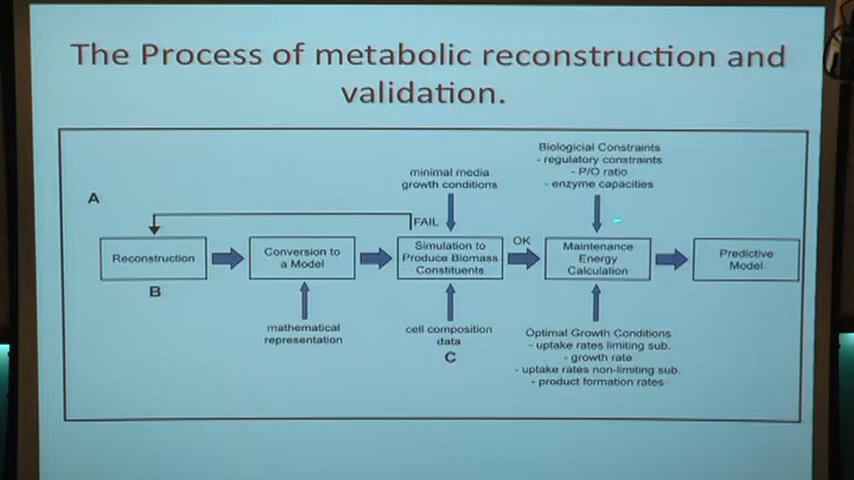 The Process of metabolic reconstruction and
validation.
Biologicial Constraints
- regulatory constraints
- P/O ratio
- enzyme capacities
minimal media
growth conditions
A
FAIL
OK
Reconstruction
Conversion to
a Model
Simulation to
Produce Biomass
Constituents
Maintenance
Energy
Calculation
Predictive
Model
B
mathematical
representation
cell composition
data
C
Optimal Growth Conditions
- uptake rates limiting sub.
- growth rate
- uptake rates non-limiting sub.
- product formation rates